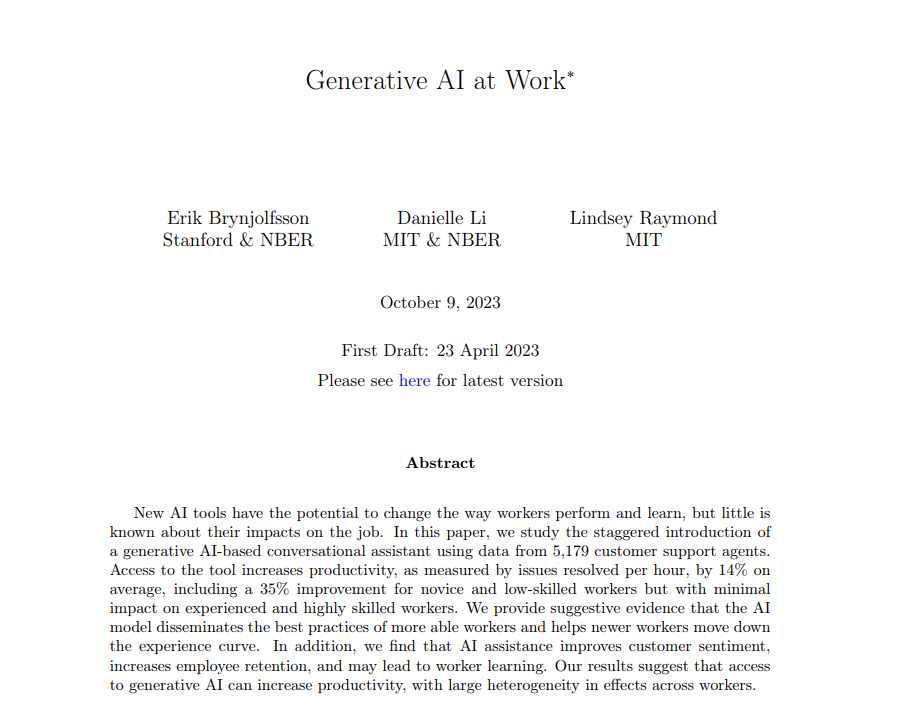 Generative AI at Work*
Erik Brynjolfsson
Stanford & NBER
Danielle Li
MIT & NBER
Lindsey Raymond
MIT
October 9, 2023
First Draft: 23 April 2023
Please see here for latest version
Abstract
New AI tools have the potential to change the way workers perform and learn, but little is
known about their impacts on the job. In this paper, we study the staggered introduction of
a generative AI-based conversational assistant using data from 5,179 customer support agents.
Access to the tool increases productivity, as measured by issues resolved per hour, by 14% on
average, including a 35% improvement for novice and low-skilled workers but with minimal
impact on experienced and highly skilled workers. We provide suggestive evidence that the AI
model disseminates the best practices of more able workers and helps newer workers move down
the experience curve. In addition, we find that AI assistance improves customer sentiment,
increases employee retention, and may lead to worker learning. Our results suggest that access
to generative AI can increase productivity, with large heterogeneity in effects across workers.